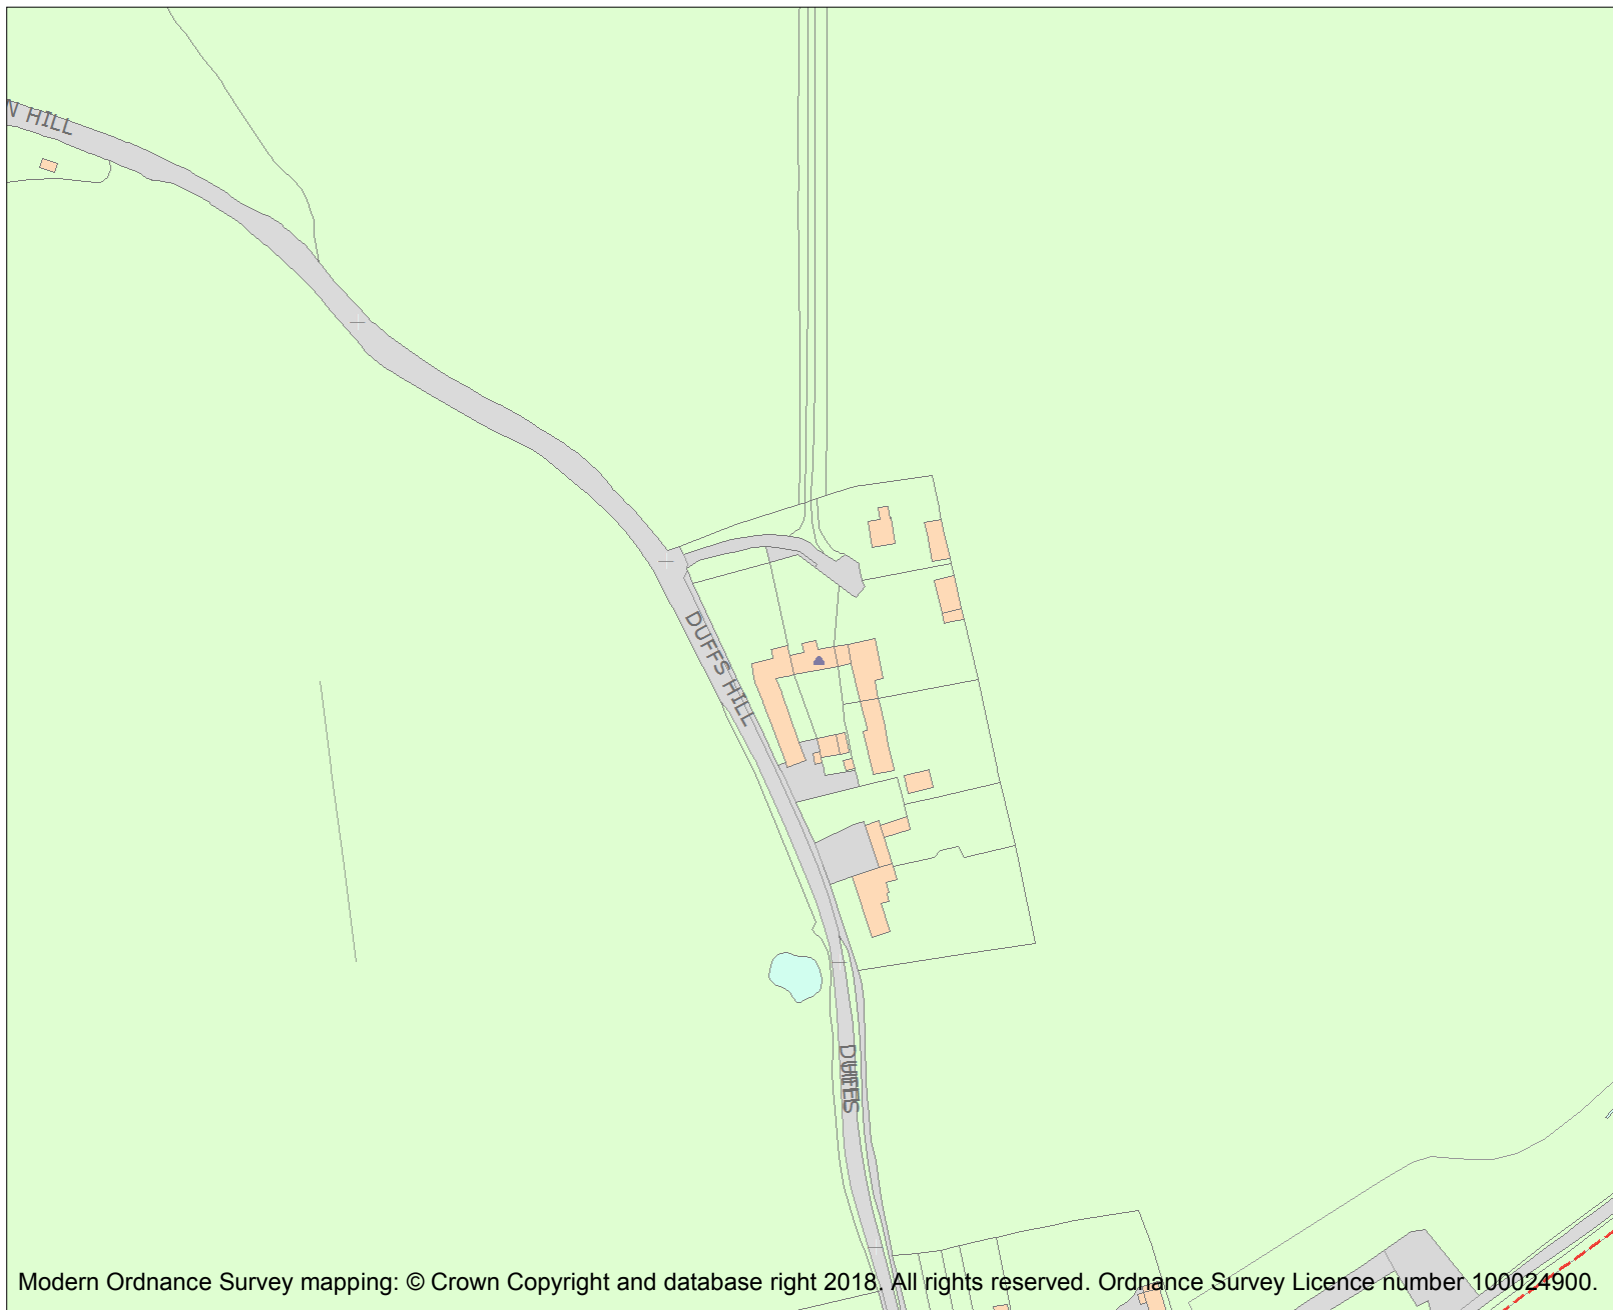 N HILL
DUFFS HILL
Modern Ordnance Survey mapping: © Crown Copyright and database right 2018. All rights reserved. Ordnance Survey Licence number 100024900.